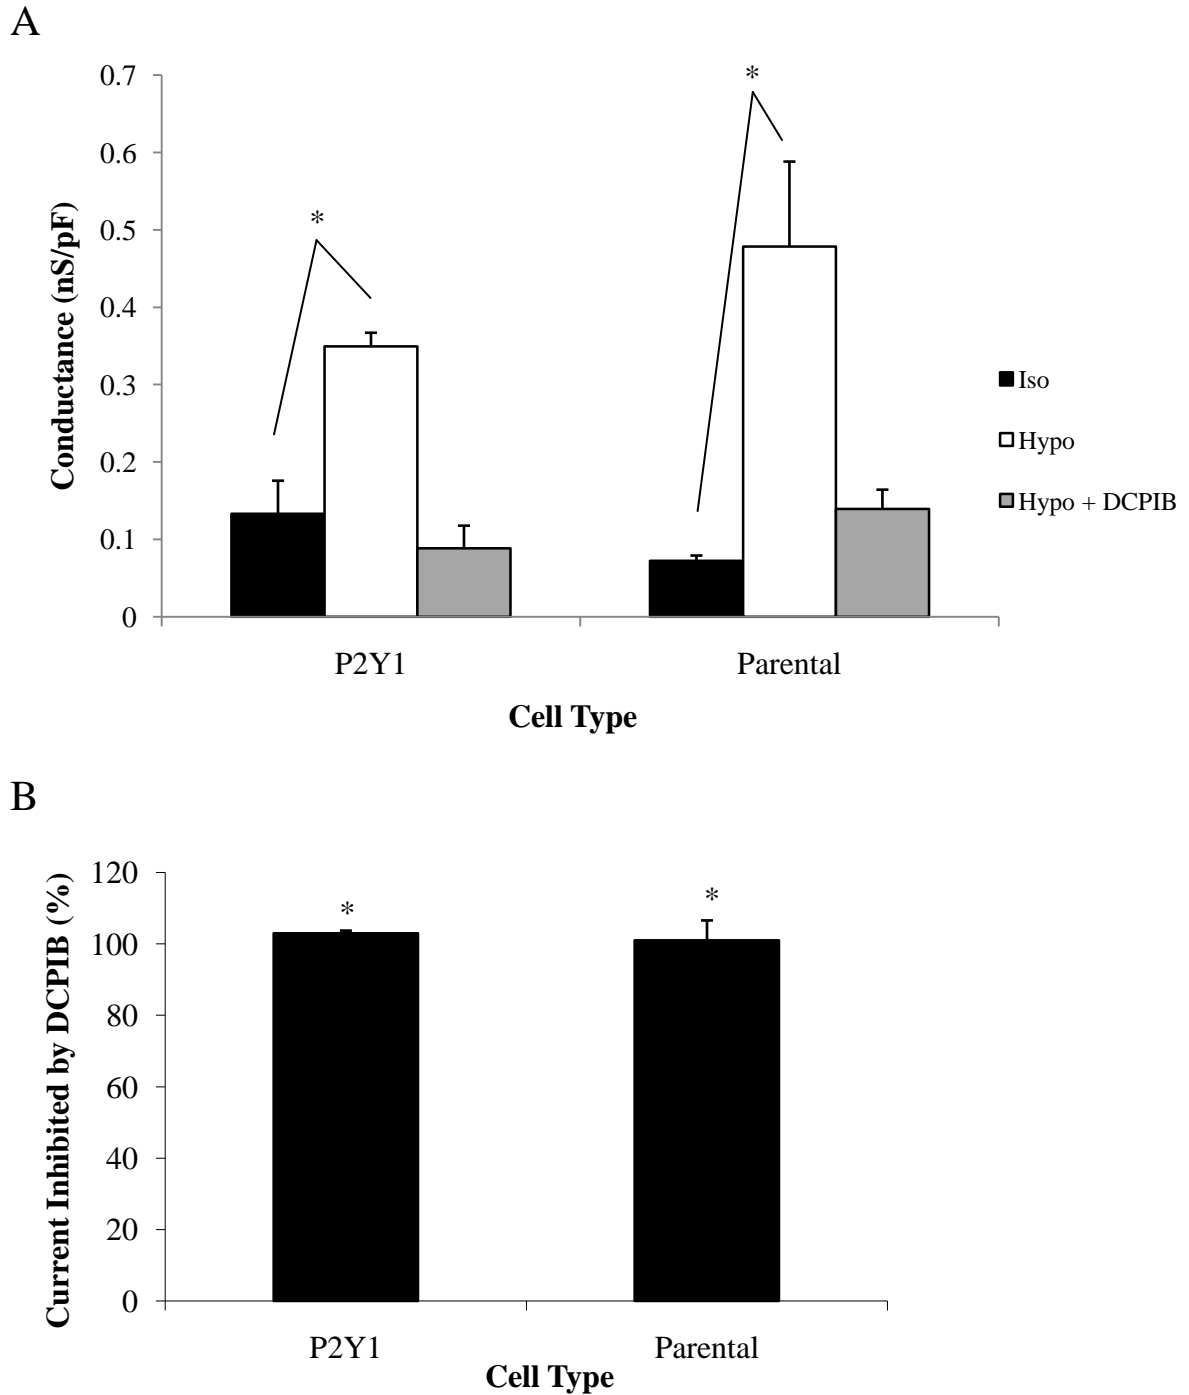 A
0.7
0.6
0.5
0.4
0.3
0.2
0.1
0
Conductance (nS/pF)
*
*
Iso
Hypo
Hypo + DCPIB
P2Y1
Parental
Cell Type
B
120
100
80
60
40
20
0
Current Inhibited by DCPIB (%)
*
*
P2Y1
Parental
Cell Type